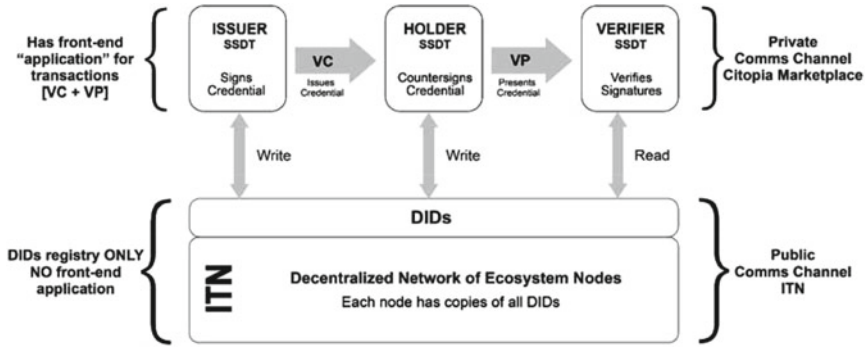 Has front-end
“application” for
transactions
[VC + VP]
ISSUER
SSDT
Signs
Credential
VC
Issues
Credential
HOLDER
SSDT
Countersigns
Credential
VP
Presents
Credential
VERIFIER
SSDT
Verifies
Signatures
Private
Comms Channel
Citopia Marketplace
Write
Write
Read
DIDs registry ONLY
NO front-end
application
DIDs
ITN
Decentralized Network of Ecosystem Nodes
Each node has copies of all DIDs
Public
Comms Channel
ITN